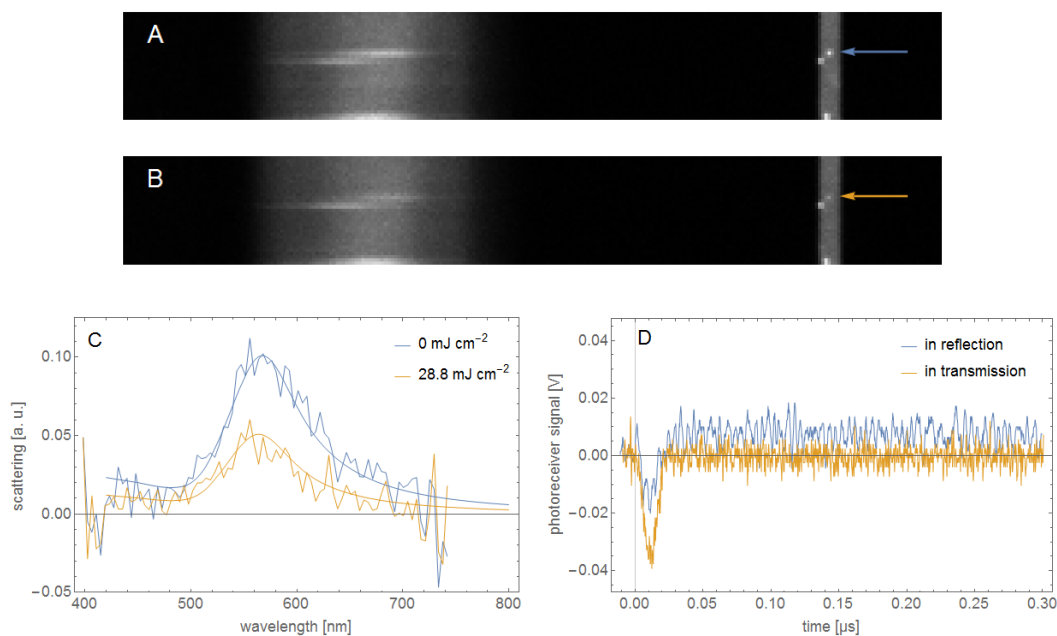 A
B
C
0 mJ cm⁻²
28.8 mJ cm⁻²
scattering [a. u.]
0.10
0.05
0.00
−0.05
400 500 600 700 800
wavelength [nm]
D
in reflection
in transmission
photoreceiver signal [V]
0.04
0.02
0.00
−0.02
−0.04
0.00 0.05 0.10 0.15 0.20 0.25 0.30
time [µs]